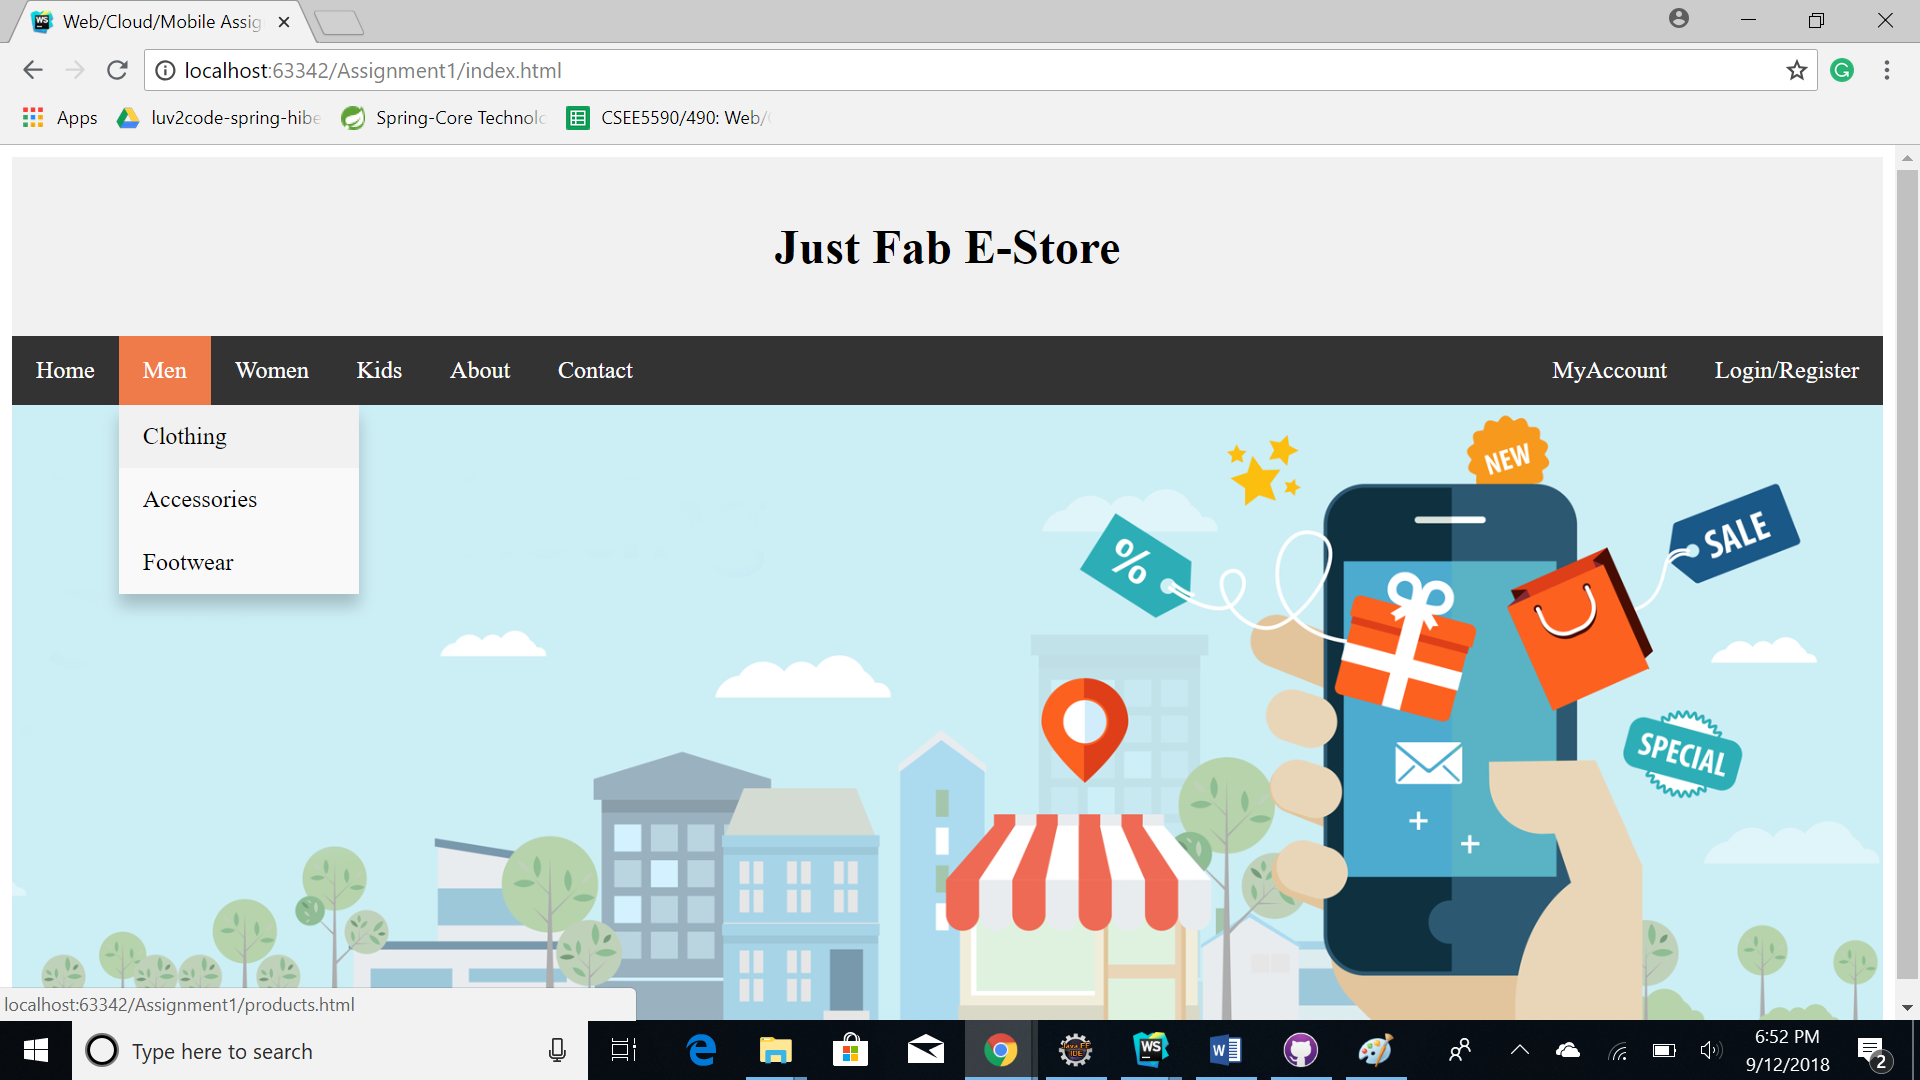 Web/Cloud/Mobile Assig
localhost:63342/Assignment1/index.html
Apps luv2code-spring-hibe Spring-Core Technolo CSEE5590/490: Web/
Just Fab E-Store
Home Men Women Kids About Contact MyAccount Login/Register
Clothing
Accessories
Footwear
NEW
%
SALE
SPECIAL
localhost:63342/Assignment1/products.html
Type here to search
WS
6:52 PM
9/12/2018
2